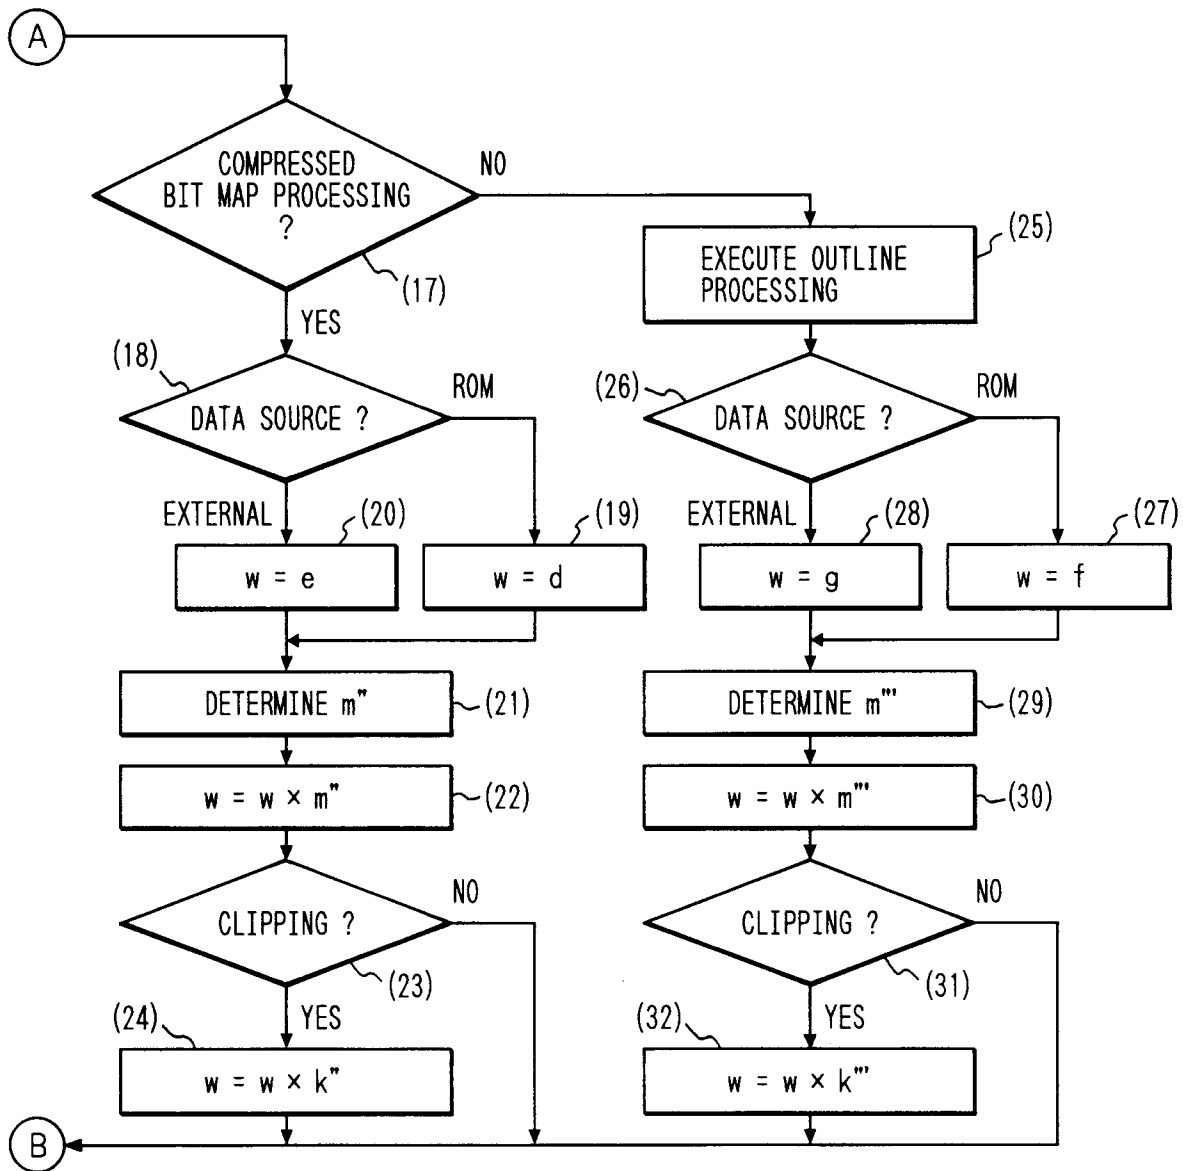 A
COMPRESSED
BIT MAP PROCESSING
?
NO
(17)
YES
(25)
EXECUTE OUTLINE
PROCESSING
(18)
DATA SOURCE ?
ROM
(26)
DATA SOURCE ?
ROM
EXTERNAL
(20)
(19)
EXTERNAL
(28)
(27)
w = e
w = d
w = g
w = f
DETERMINE m"
(21)
DETERMINE m"'
(29)
w = w × m"
(22)
w = w × m"'
(30)
CLIPPING ?
NO
(23)
CLIPPING ?
NO
(31)
(24)
YES
(32)
YES
w = w × k"
w = w × k"'
B